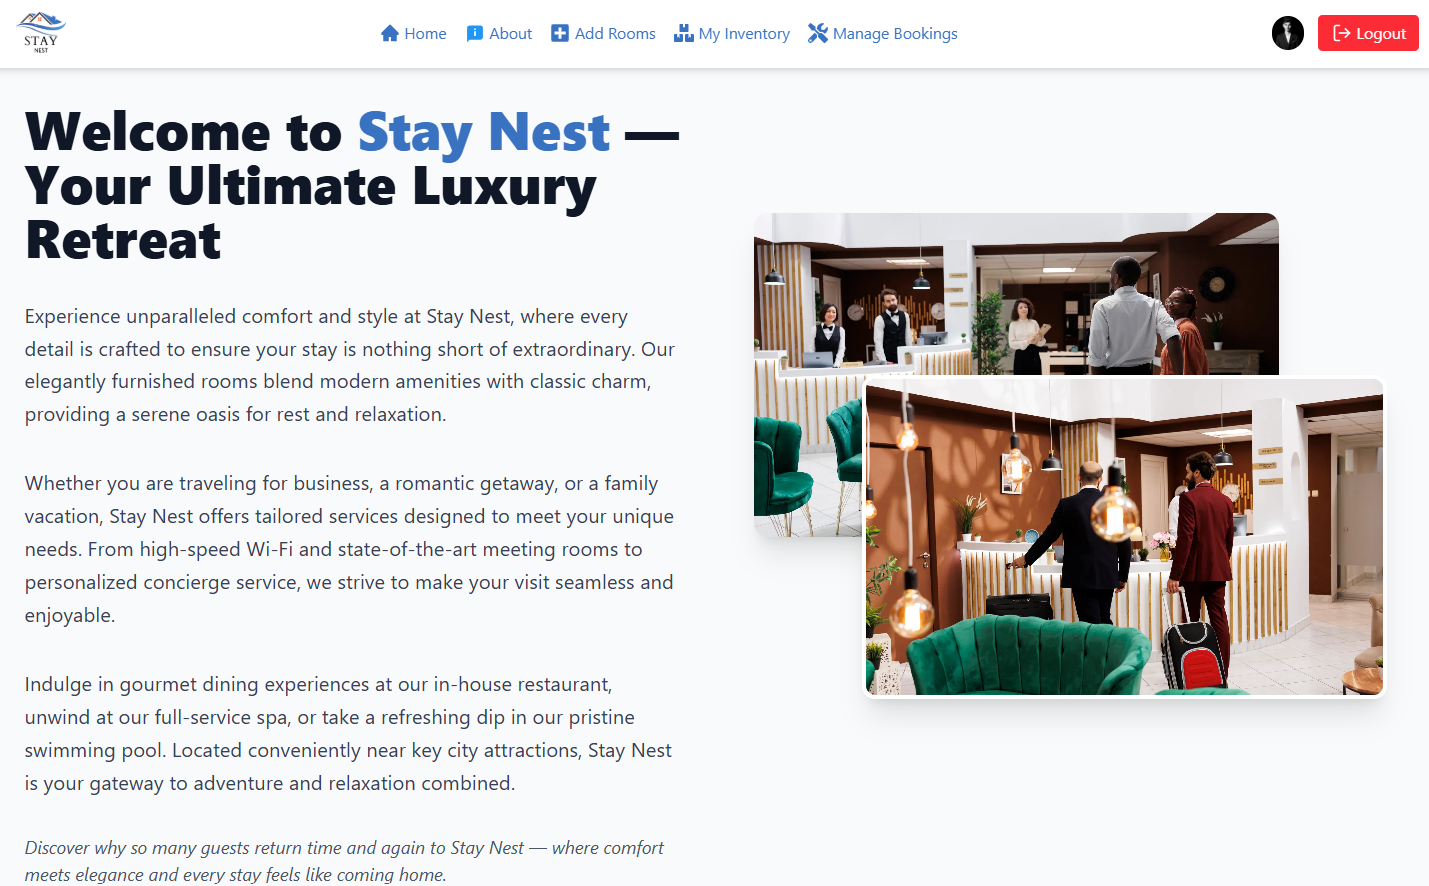 STAY
NEST
Home
About
Add Rooms
My Inventory
Manage Bookings
Logout
Welcome to Stay Nest —
Your Ultimate Luxury
Retreat
Experience unparalleled comfort and style at Stay Nest, where every
detail is crafted to ensure your stay is nothing short of extraordinary. Our
elegantly furnished rooms blend modern amenities with classic charm,
providing a serene oasis for rest and relaxation.
Whether you are traveling for business, a romantic getaway, or a family
vacation, Stay Nest offers tailored services designed to meet your unique
needs. From high-speed Wi-Fi and state-of-the-art meeting rooms to
personalized concierge service, we strive to make your visit seamless and
enjoyable.
Indulge in gourmet dining experiences at our in-house restaurant,
unwind at our full-service spa, or take a refreshing dip in our pristine
swimming pool. Located conveniently near key city attractions, Stay Nest
is your gateway to adventure and relaxation combined.
Discover why so many guests return time and again to Stay Nest — where comfort
meets elegance and every stay feels like coming home.